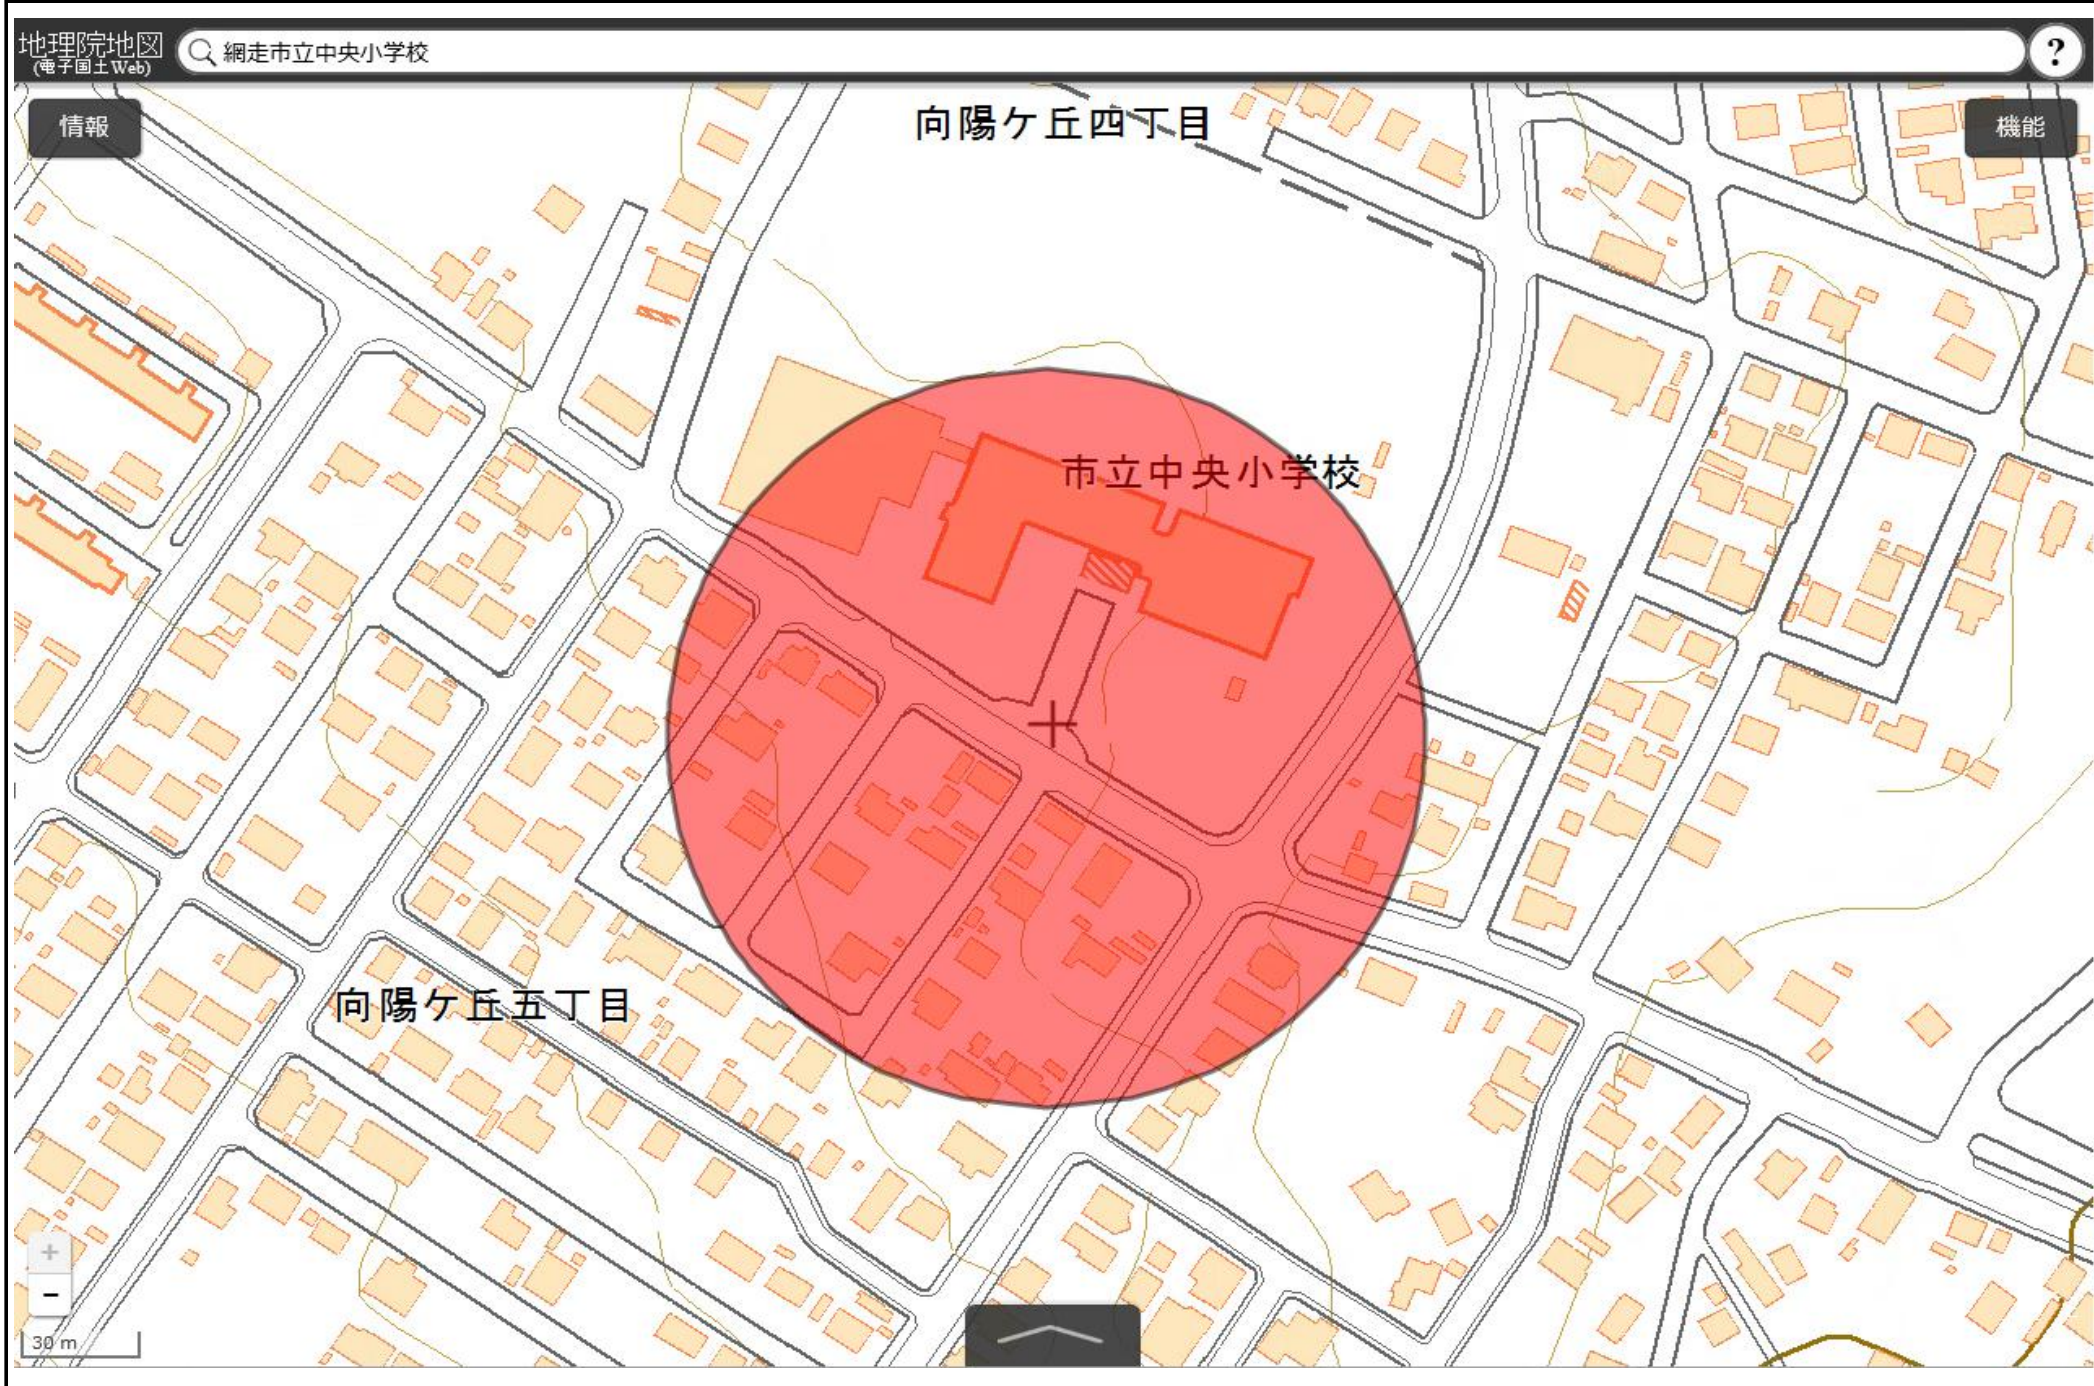 地理院地図
(電子国土Web)
網走市立中央小学校
?
情報
向陽ケ丘四丁目
機能
市立中央小学校
向陽ケ丘五丁目
+
-
30 m